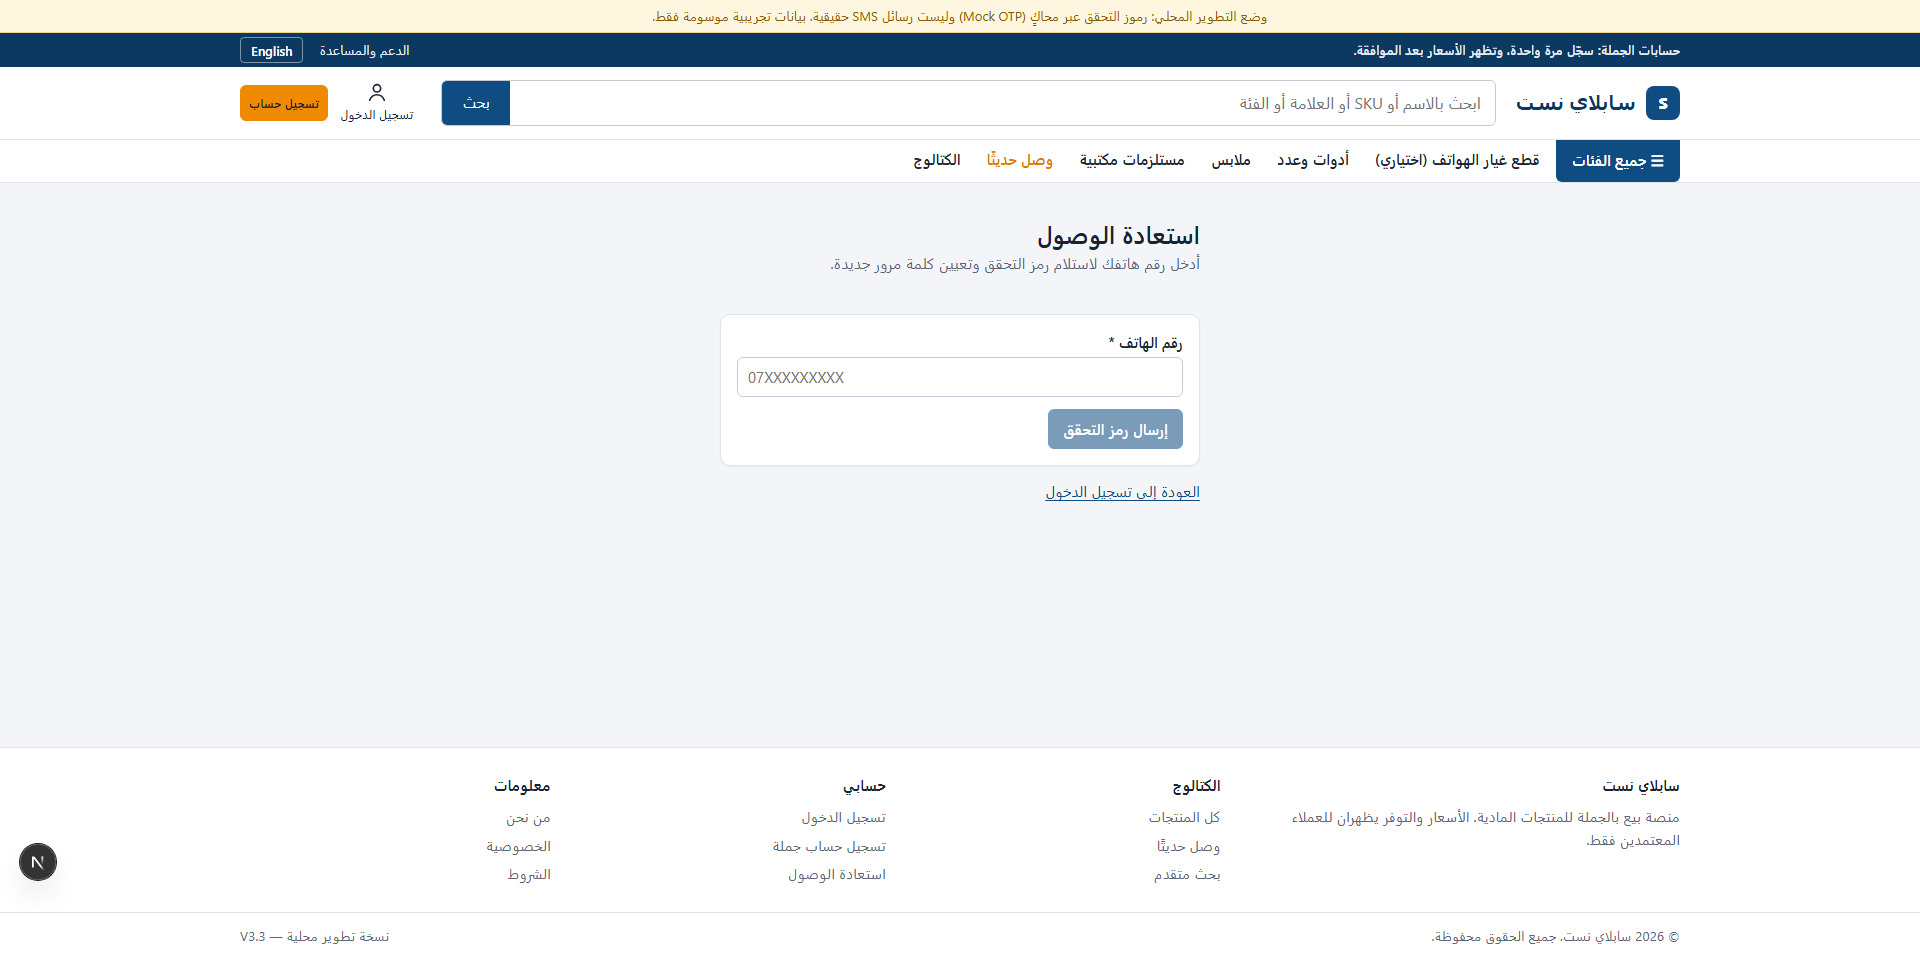 وضع التطوير المحلي: رموز التحقق عبر محاكٍ (Mock OTP) وليست رسائل SMS حقيقية. بيانات تجريبية موسومة فقط.
حسابات الجملة: سجّل مرة واحدة، وتظهر الأسعار بعد الموافقة.
الدعم والمساعدة
English
S
سابلاي نست
ابحث بالاسم أو SKU أو العلامة أو الفئة
بحث
تسجيل الدخول
تسجيل حساب
☰ جميع الفئات
قطع غيار الهواتف (اختياري)
أدوات وعدد
ملابس
مستلزمات مكتبية
وصل حديثًا
الكتالوج
استعادة الوصول
أدخل رقم هاتفك لاستلام رمز التحقق وتعيين كلمة مرور جديدة.
رقم الهاتف *
07XXXXXXXXX
إرسال رمز التحقق
العودة إلى تسجيل الدخول
سابلاي نست
منصة بيع بالجملة للمنتجات المادية. الأسعار والتوفر يظهران للعملاء
المعتمدين فقط.
الكتالوج
كل المنتجات
وصل حديثًا
بحث متقدم
حسابي
تسجيل الدخول
تسجيل حساب جملة
استعادة الوصول
معلومات
من نحن
الخصوصية
الشروط
N
© 2026 سابلاي نست. جميع الحقوق محفوظة.
نسخة تطوير محلية — V3.3